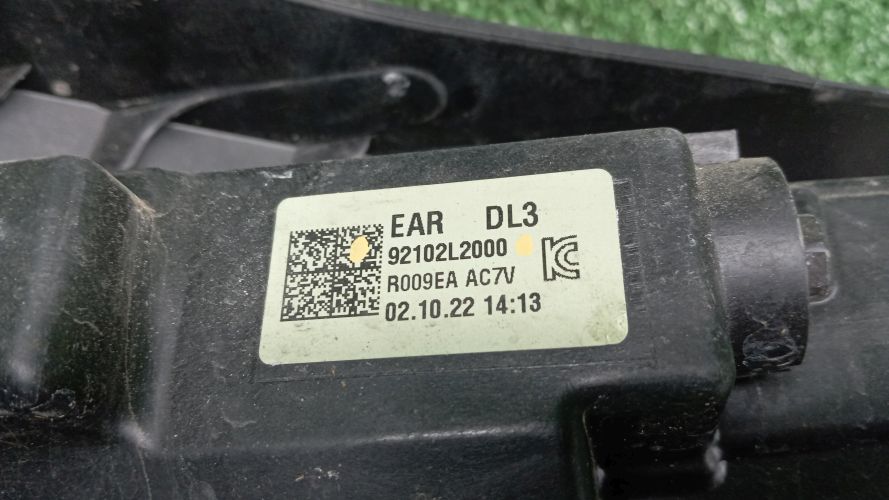 EAR DL3
92102L2000
R009EA AC7V
02.10.22 14:13